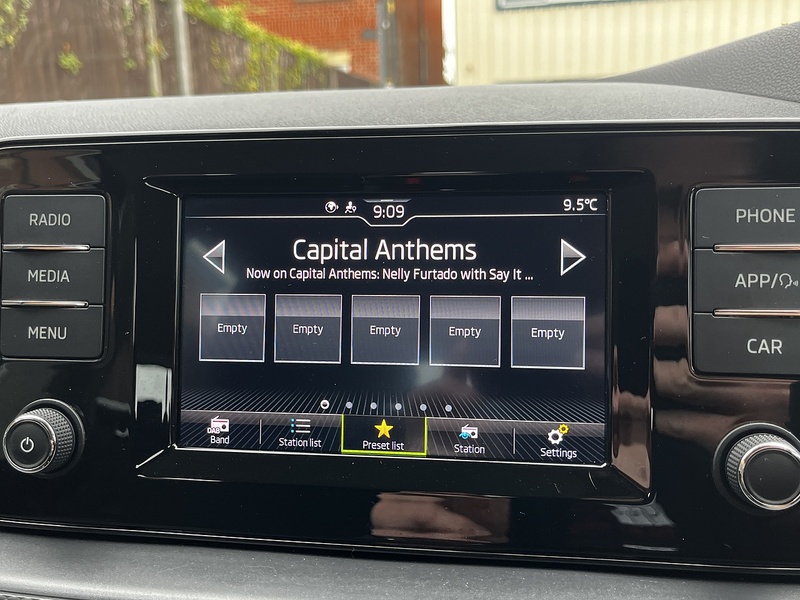 9:09
9.5°C
RADIO
MEDIA
MENU
Capital Anthems
Now on Capital Anthems: Nelly Furtado with Say It ...
Empty Empty Empty Empty Empty
DAB
Band Station list Preset list Station Settings
PHONE
APP/
CAR